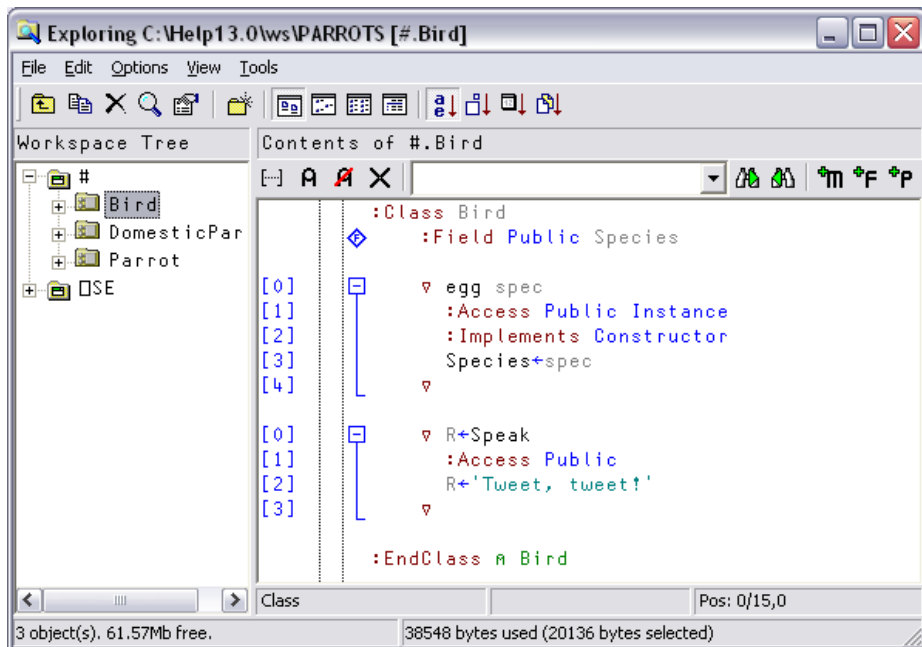 Exploring C:\Help13.0\ws\PARROTS [#.Bird]
File Edit Options View Tools
Workspace Tree
Contents of #.Bird
#
Bird
DomesticPar
Parrot
⎕SE
:Class Bird
:Field Public Species
[0] ∇ egg spec
[1] :Access Public Instance
[2] :Implements Constructor
[3] Species←spec
[4] ∇
[0] ∇ R←Speak
[1] :Access Public
[2] R←'Tweet, tweet!'
[3] ∇
:EndClass ⍝ Bird
Class
Pos: 0/15,0
3 object(s). 61.57Mb free.
38548 bytes used (20136 bytes selected)